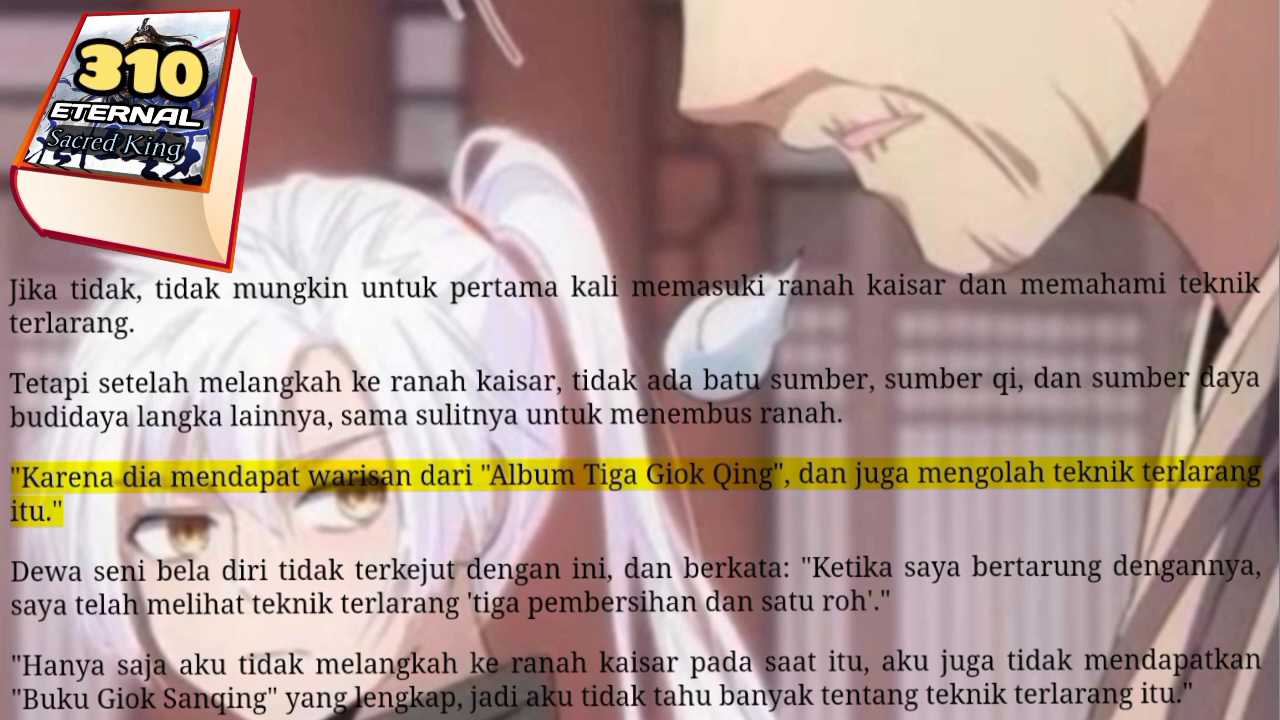 310
ETERNAL
Sacred King
Jika tidak, tidak mungkin untuk pertama kali memasuki ranah kaisar dan memahami teknik
terlarang.
Tetapi setelah melangkah ke ranah kaisar, tidak ada batu sumber, sumber qi, dan sumber daya
budidaya langka lainnya, sama sulitnya untuk menembus ranah.
"Karena dia mendapat warisan dari "Album Tiga Giok Qing", dan juga mengolah teknik terlarang
itu."
Dewa seni bela diri tidak terkejut dengan ini, dan berkata: "Ketika saya bertarung dengannya,
saya telah melihat teknik terlarang 'tiga pembersihan dan satu roh'."
"Hanya saja aku tidak melangkah ke ranah kaisar pada saat itu, aku juga tidak mendapatkan
"Buku Giok Sanqing" yang lengkap, jadi aku tidak tahu banyak tentang teknik terlarang itu."